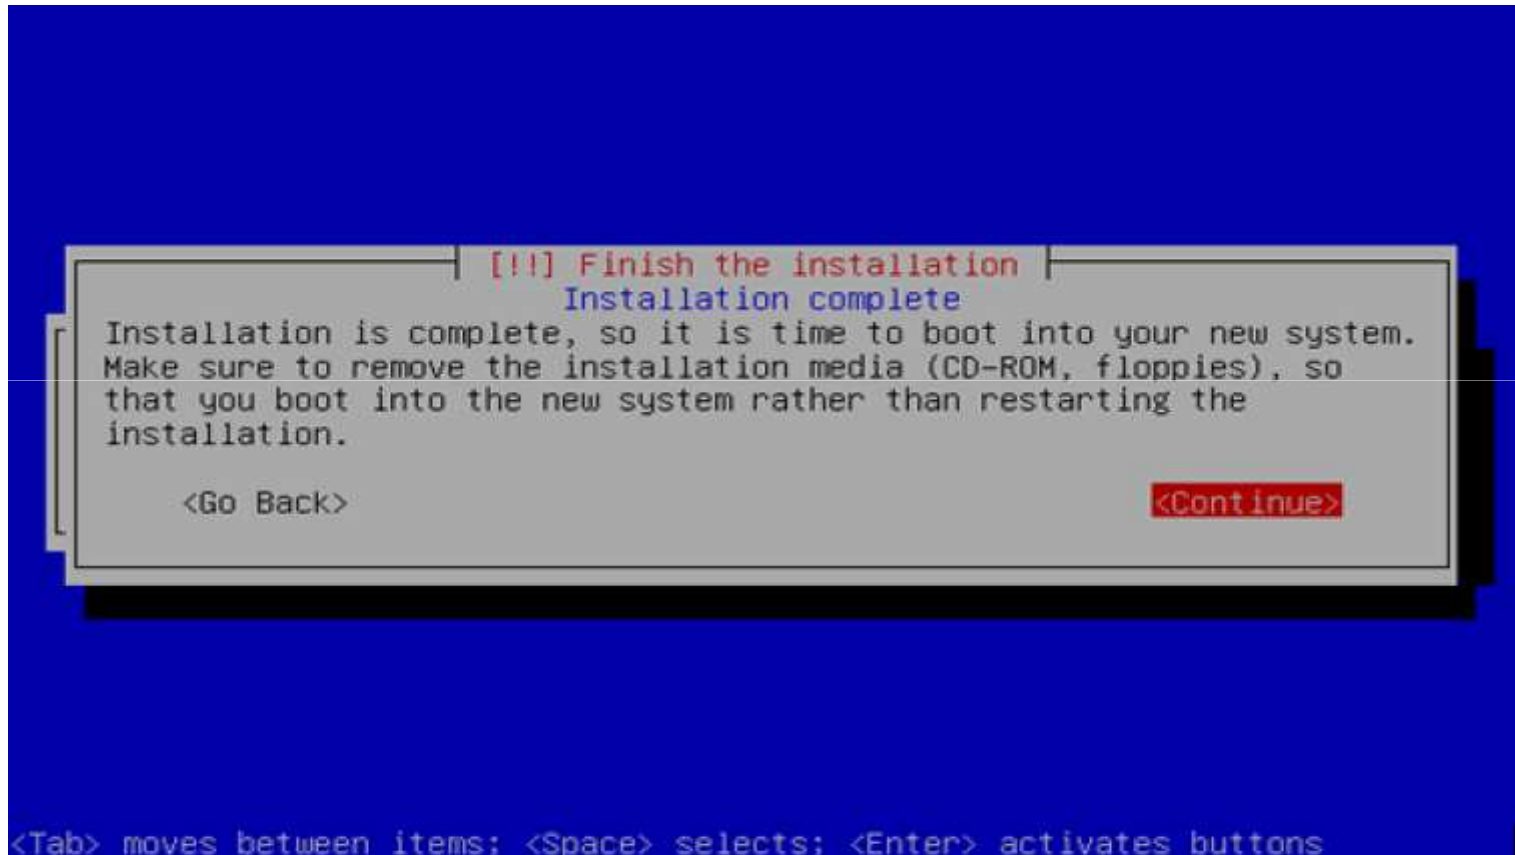 [!!] Finish the installation
Installation complete
Installation is complete, so it is time to boot into your new system.
Make sure to remove the installation media (CD-ROM, floppies), so
that you boot into the new system rather than restarting the
installation.
<Go Back> <Continue>
<Tab> moves between items; <Space> selects; <Enter> activates buttons